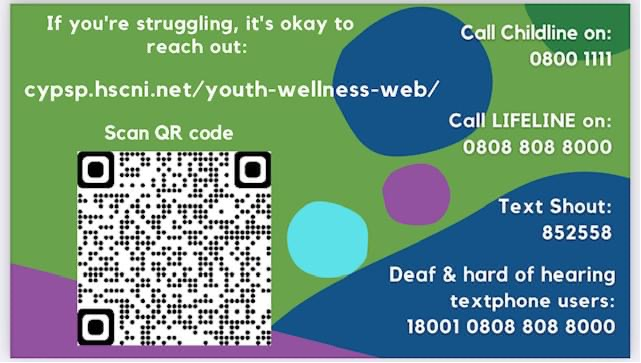 If you're struggling, it's okay to
reach out:
cypsp.hscni.net/youth-wellness-web/
Scan QR code
Call Childline on:
0800 1111
Call LIFELINE on:
0808 808 8000
Text Shout:
852558
Deaf & hard of hearing
textphone users:
18001 0808 808 8000